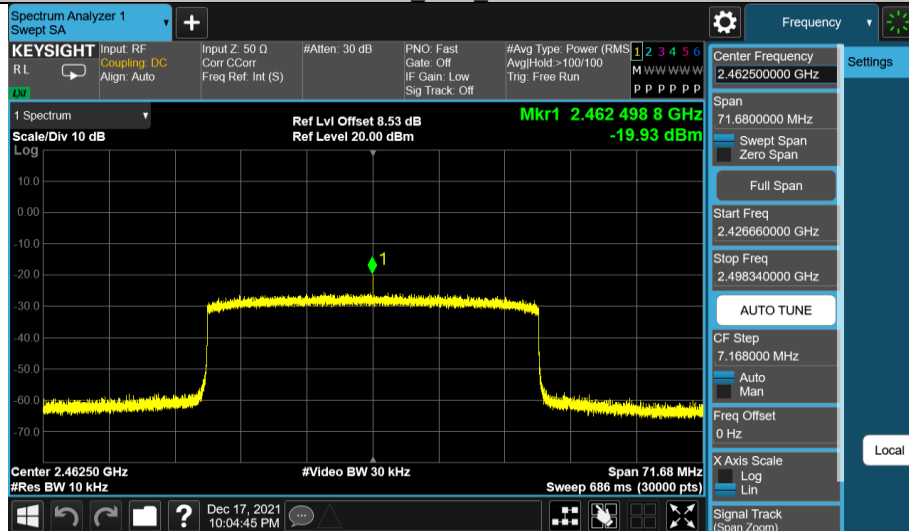 Spectrum Analyzer 1
Swept SA
+
Frequency
KEYSIGHT
R L
LXI
Input: RF
Coupling: DC
Align: Auto
Input Z: 50 Ω
Corr CCorr
Freq Ref: Int (S)
#Atten: 30 dB
PNO: Fast
Gate: Off
IF Gain: Low
Sig Track: Off
#Avg Type: Power (RMS
Avg|Hold:>100/100
Trig: Free Run
1 2 3 4 5 6
M W W W W W
P P P P P P
1 Spectrum
Scale/Div 10 dB
Log
Ref Lvl Offset 8.53 dB
Ref Level 20.00 dBm
Mkr1 2.462 498 8 GHz
-19.93 dBm
10.0
0.00
-10.0
1
-20.0
-30.0
-40.0
-50.0
-60.0
-70.0
Center 2.46250 GHz
#Video BW 30 kHz
Span 71.68 MHz
#Res BW 10 kHz
Sweep 686 ms (30000 pts)
?
Dec 17, 2021
10:04:45 PM
Center Frequency
2.462500000 GHz
Settings
Span
71.6800000 MHz
Swept Span
Zero Span
Full Span
Start Freq
2.426660000 GHz
Stop Freq
2.498340000 GHz
AUTO TUNE
CF Step
7.168000 MHz
Auto
Man
Freq Offset
0 Hz
Local
X Axis Scale
Log
Lin
Signal Track
(Span Zoom)